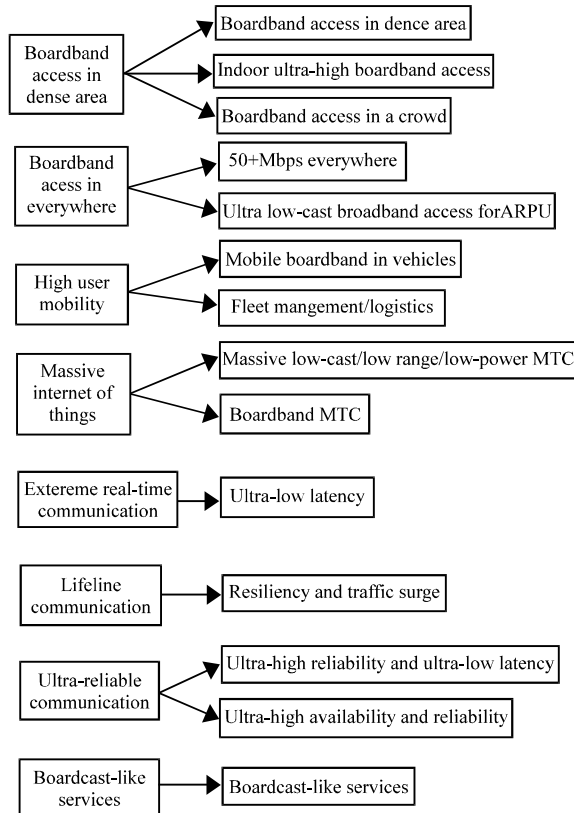 Boardband
access in
dense area
Boardband access in dence area
Indoor ultra-high boardband access
Boardband access in a crowd
Boardband
acess in
everywhere
50+Mbps everywhere
Ultra low-cast broadband access forARPU
High user
mobility
Mobile boardband in vehicles
Fleet mangement/logistics
Massive
internet of
things
Massive low-cast/low range/low-power MTC
Boardband MTC
Extereme real-time
communication
Ultra-low latency
Lifeline
communication
Resiliency and traffic surge
Ultra-reliable
communication
Ultra-high reliability and ultra-low latency
Ultra-high availability and reliability
Boardcast-like
services
Boardcast-like services